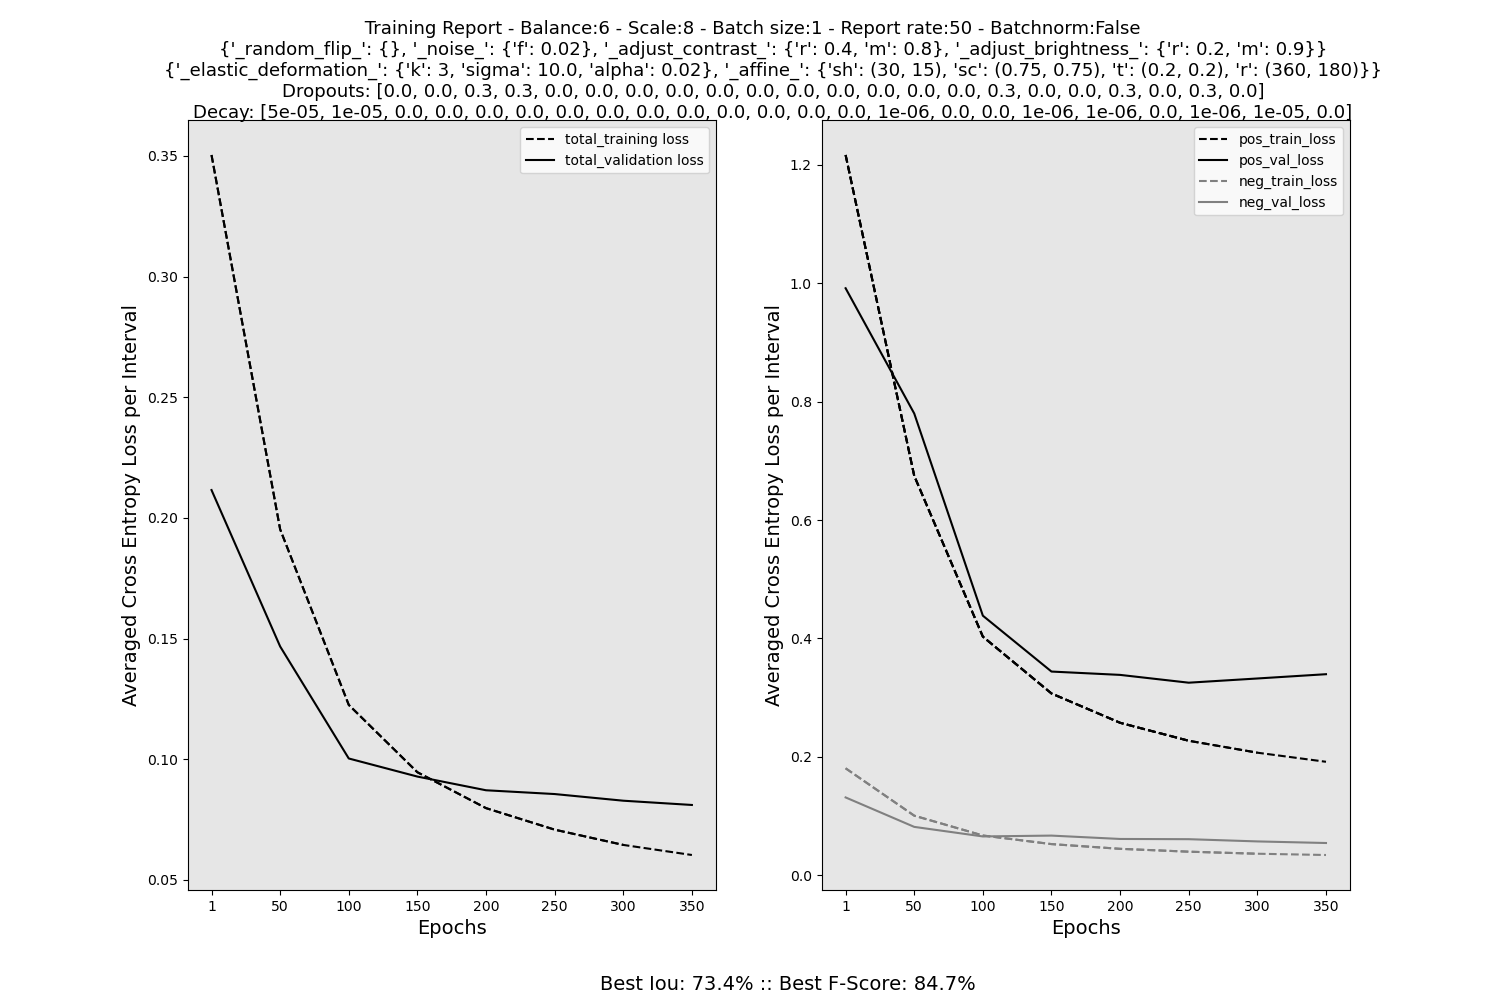 Training Report - Balance:6 - Scale:8 - Batch size:1 - Report rate:50 - Batchnorm:False
{'_random_flip_': {}, '_noise_': {'f': 0.02}, '_adjust_contrast_': {'r': 0.4, 'm': 0.8}, '_adjust_brightness_': {'r': 0.2, 'm': 0.9}}
{'_elastic_deformation_': {'k': 3, 'sigma': 10.0, 'alpha': 0.02}, '_affine_': {'sh': (30, 15), 'sc': (0.75, 0.75), 't': (0.2, 0.2), 'r': (360, 180)}}
Dropouts: [0.0, 0.0, 0.3, 0.3, 0.0, 0.0, 0.0, 0.0, 0.0, 0.0, 0.0, 0.0, 0.0, 0.0, 0.3, 0.0, 0.0, 0.3, 0.0, 0.3, 0.0]
Decay: [5e-05, 1e-05, 0.0, 0.0, 0.0, 0.0, 0.0, 0.0, 0.0, 0.0, 0.0, 0.0, 0.0, 1e-06, 0.0, 0.0, 1e-06, 1e-06, 0.0, 1e-06, 1e-05, 0.0]
total_training loss
total_validation loss
0.35
0.30
0.25
0.20
0.15
0.10
0.05
Averaged Cross Entropy Loss per Interval
1 50 100 150 200 250 300 350
Epochs
pos_train_loss
pos_val_loss
neg_train_loss
neg_val_loss
1.2
1.0
0.8
0.6
0.4
0.2
0.0
Averaged Cross Entropy Loss per Interval
1 50 100 150 200 250 300 350
Epochs
Best Iou: 73.4% :: Best F-Score: 84.7%